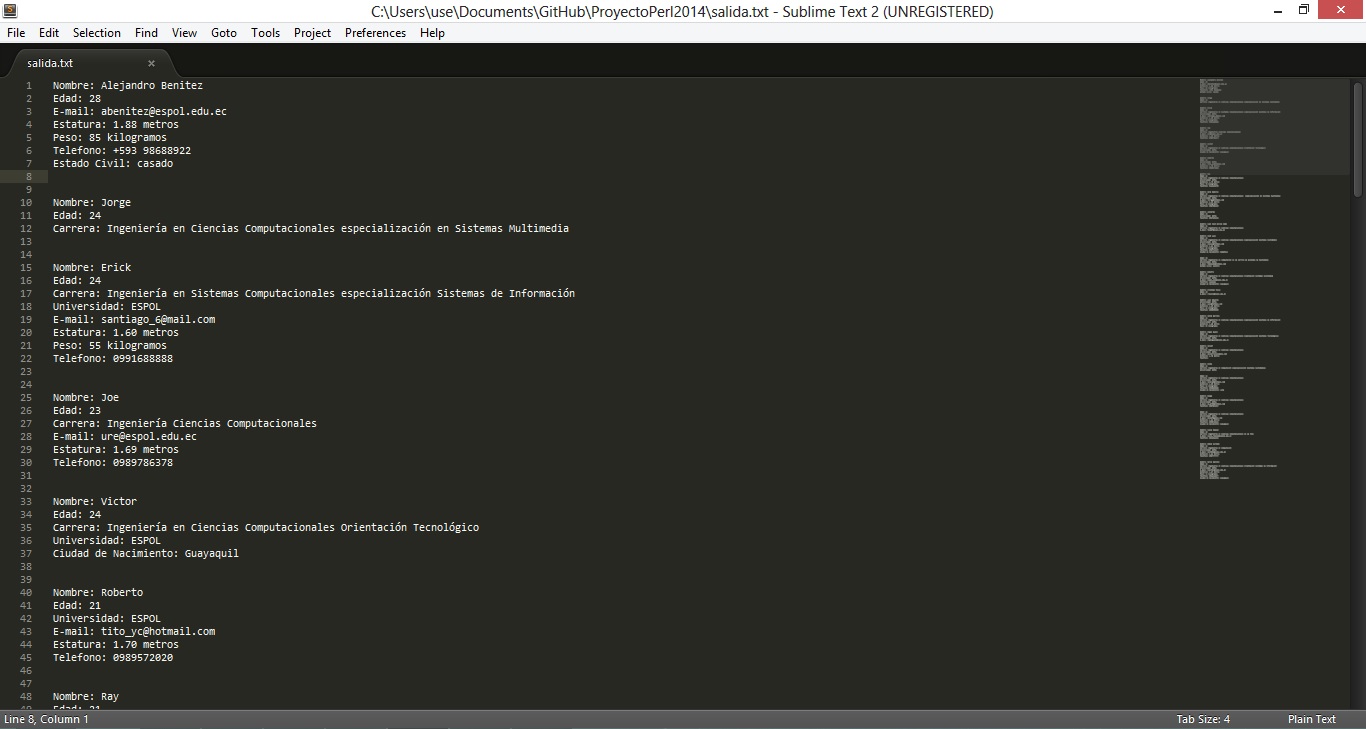 C:\Users\use\Documents\GitHub\ProyectoPerl2014\salida.txt - Sublime Text 2 (UNREGISTERED)
File Edit Selection Find View Goto Tools Project Preferences Help
salida.txt
1 Nombre: Alejandro Benitez
2 Edad: 28
3 E-mail: abenitez@espol.edu.ec
4 Estatura: 1.88 metros
5 Peso: 85 kilogramos
6 Telefono: +593 98688922
7 Estado Civil: casado
8
9
10 Nombre: Jorge
11 Edad: 24
12 Carrera: Ingeniería en Ciencias Computacionales especialización en Sistemas Multimedia
13
14
15 Nombre: Erick
16 Edad: 24
17 Carrera: Ingeniería en Sistemas Computacionales especialización Sistemas de Información
18 Universidad: ESPOL
19 E-mail: santiago_6@mail.com
20 Estatura: 1.60 metros
21 Peso: 55 kilogramos
22 Telefono: 0991688888
23
24
25 Nombre: Joe
26 Edad: 23
27 Carrera: Ingeniería Ciencias Computacionales
28 E-mail: ure@espol.edu.ec
29 Estatura: 1.69 metros
30 Telefono: 0989786378
31
32
33 Nombre: Victor
34 Edad: 24
35 Carrera: Ingeniería en Ciencias Computacionales Orientación Tecnológico
36 Universidad: ESPOL
37 Ciudad de Nacimiento: Guayaquil
38
39
40 Nombre: Roberto
41 Edad: 21
42 Universidad: ESPOL
43 E-mail: tito_yc@hotmail.com
44 Estatura: 1.70 metros
45 Telefono: 0989572020
46
47
48 Nombre: Ray
49 Edad: 21
Line 8, Column 1 Tab Size: 4 Plain Text